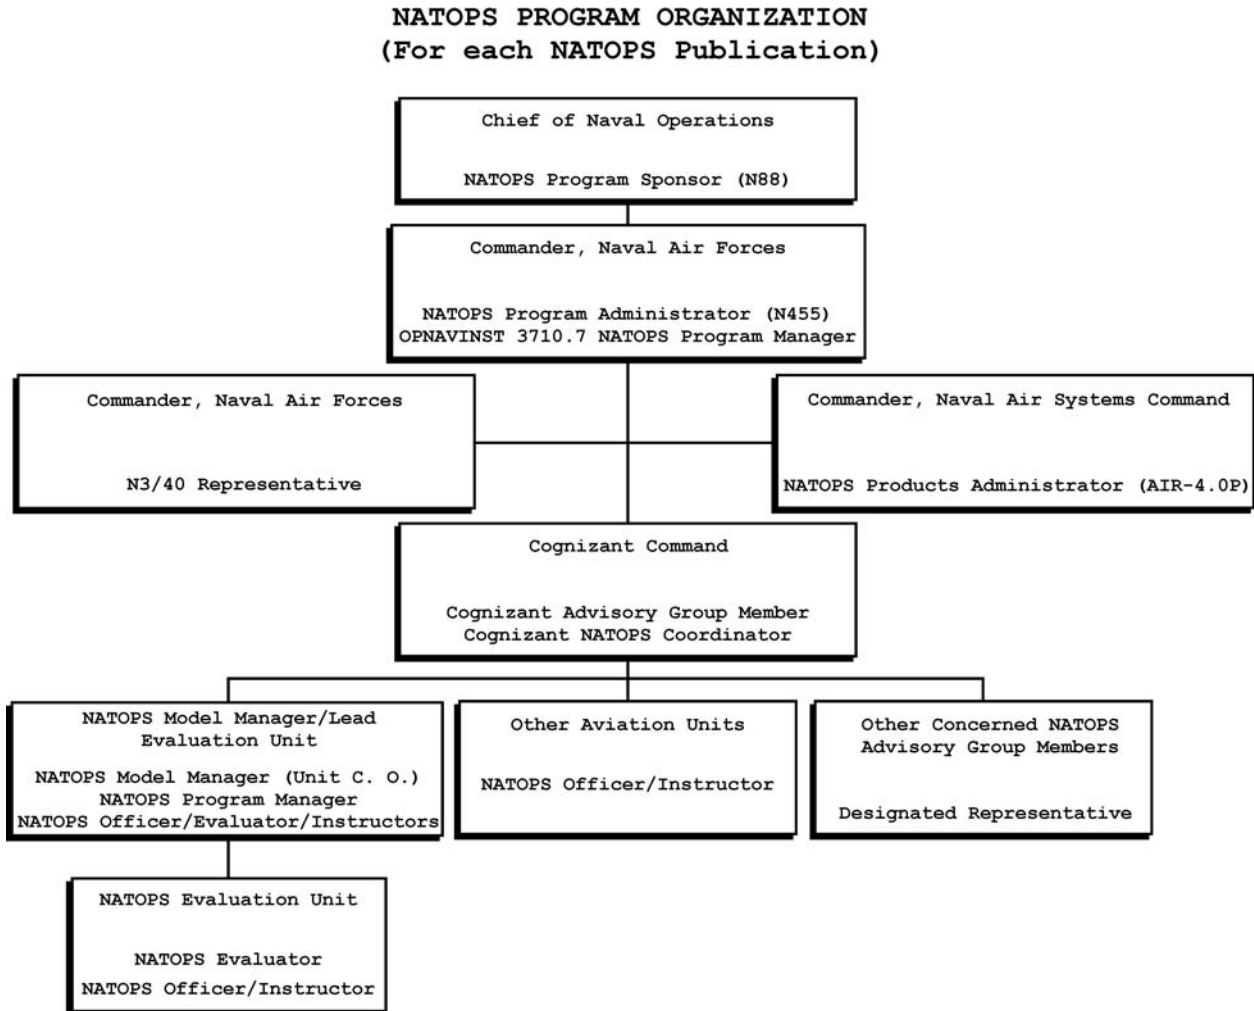 NATOPS PROGRAM ORGANIZATION
(For each NATOPS Publication)
Chief of Naval Operations
NATOPS Program Sponsor (N88)
Commander, Naval Air Forces
NATOPS Program Administrator (N455)
OPNAVINST 3710.7 NATOPS Program Manager
Commander, Naval Air Forces
N3/40 Representative
Commander, Naval Air Systems Command
NATOPS Products Administrator (AIR-4.0P)
Cognizant Command
Cognizant Advisory Group Member
Cognizant NATOPS Coordinator
NATOPS Model Manager/Lead
Evaluation Unit
NATOPS Model Manager (Unit C. O.)
NATOPS Program Manager
NATOPS Officer/Evaluator/Instructors
Other Aviation Units
NATOPS Officer/Instructor
Other Concerned NATOPS
Advisory Group Members
Designated Representative
NATOPS Evaluation Unit
NATOPS Evaluator
NATOPS Officer/Instructor